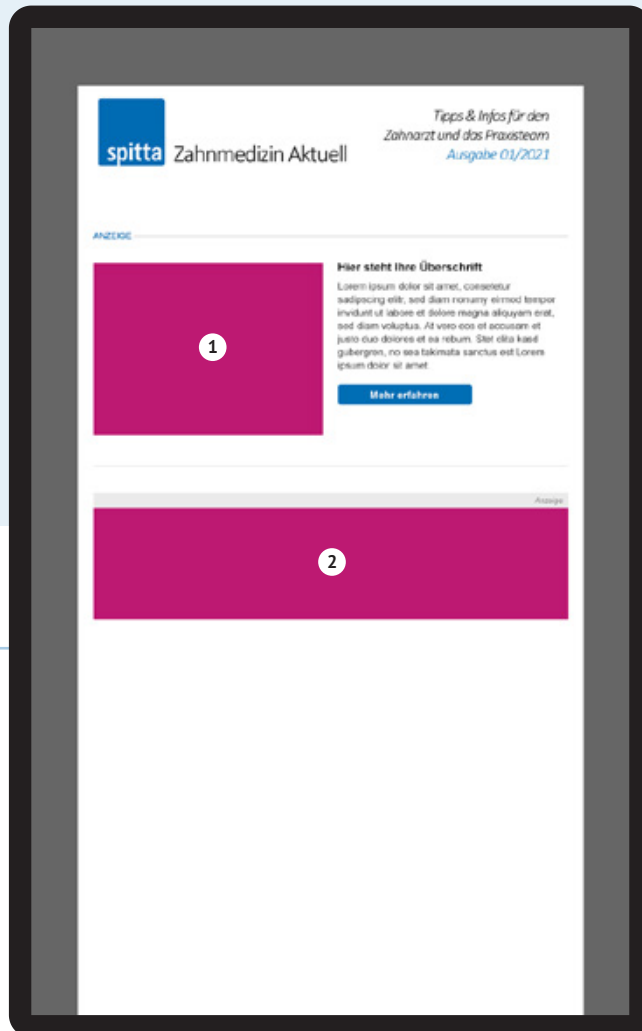 spitta Zahnmedizin Aktuell
Tipps & Infos für den
Zahnarzt und das Praxisteam
Ausgabe 01/2021
ANZEIGE
1
Hier steht Ihre Überschrift
Lorem ipsum dolor sit amet, consetetur
sadipscing elitr, sed diam nonumy eirmod tempor
invidunt ut labore et dolore magna aliquyam erat,
sed diam voluptua. At vero eos et accusam et
justo duo dolores et ea rebum. Stet clita kasd
gubergren, no sea takimata sanctus est Lorem
ipsum dolor sit amet
Mehr erfahren
Anzeige
2